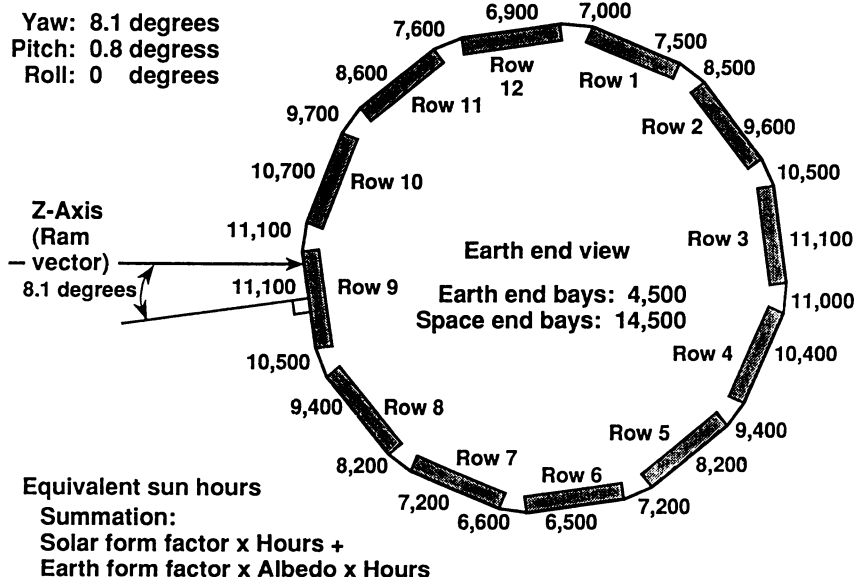 Yaw: 8.1 degrees
Pitch: 0.8 degress
Roll: 0 degrees
6,900
7,000
7,600
7,500
Row
12
Row 1
8,600
8,500
Row 11
9,700
Row 2
9,600
10,700
Row 10
10,500
Z-Axis
(Ram
vector)
11,100
Row 3
11,100
Earth end view
8.1 degrees
11,100
Row 9
Earth end bays: 4,500
11,000
Space end bays: 14,500
10,500
Row 4
10,400
9,400
Row 8
Row 5
9,400
8,200
Row 7
Row 6
8,200
7,200
6,600
6,500
7,200
Equivalent sun hours
Summation:
Solar form factor x Hours +
Earth form factor x Albedo x Hours